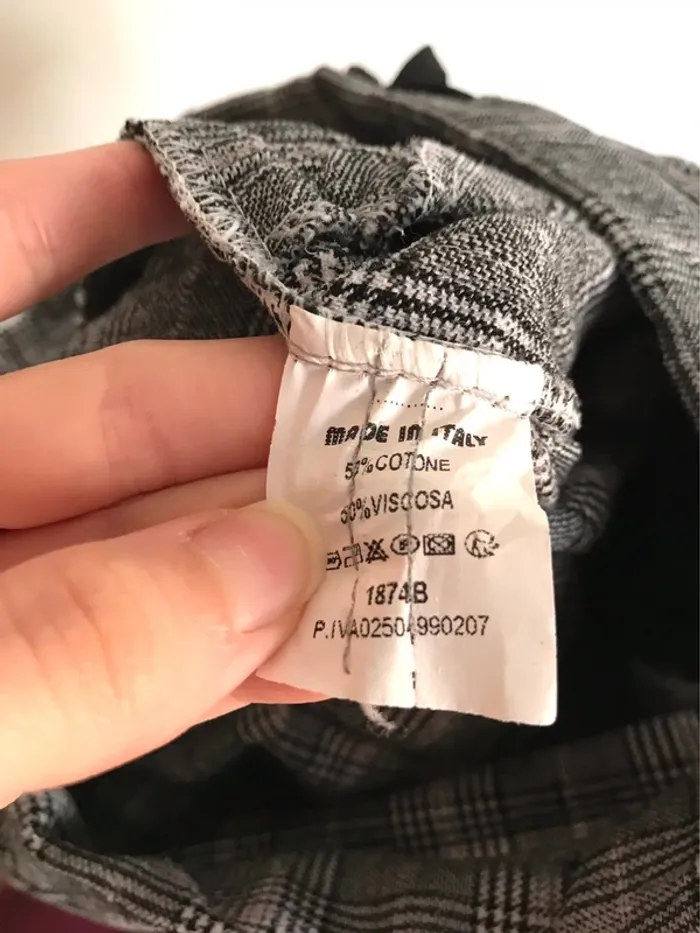 MADE IN ITALY
COTONE
VISCOSA
1874B
P.IVA02504990207